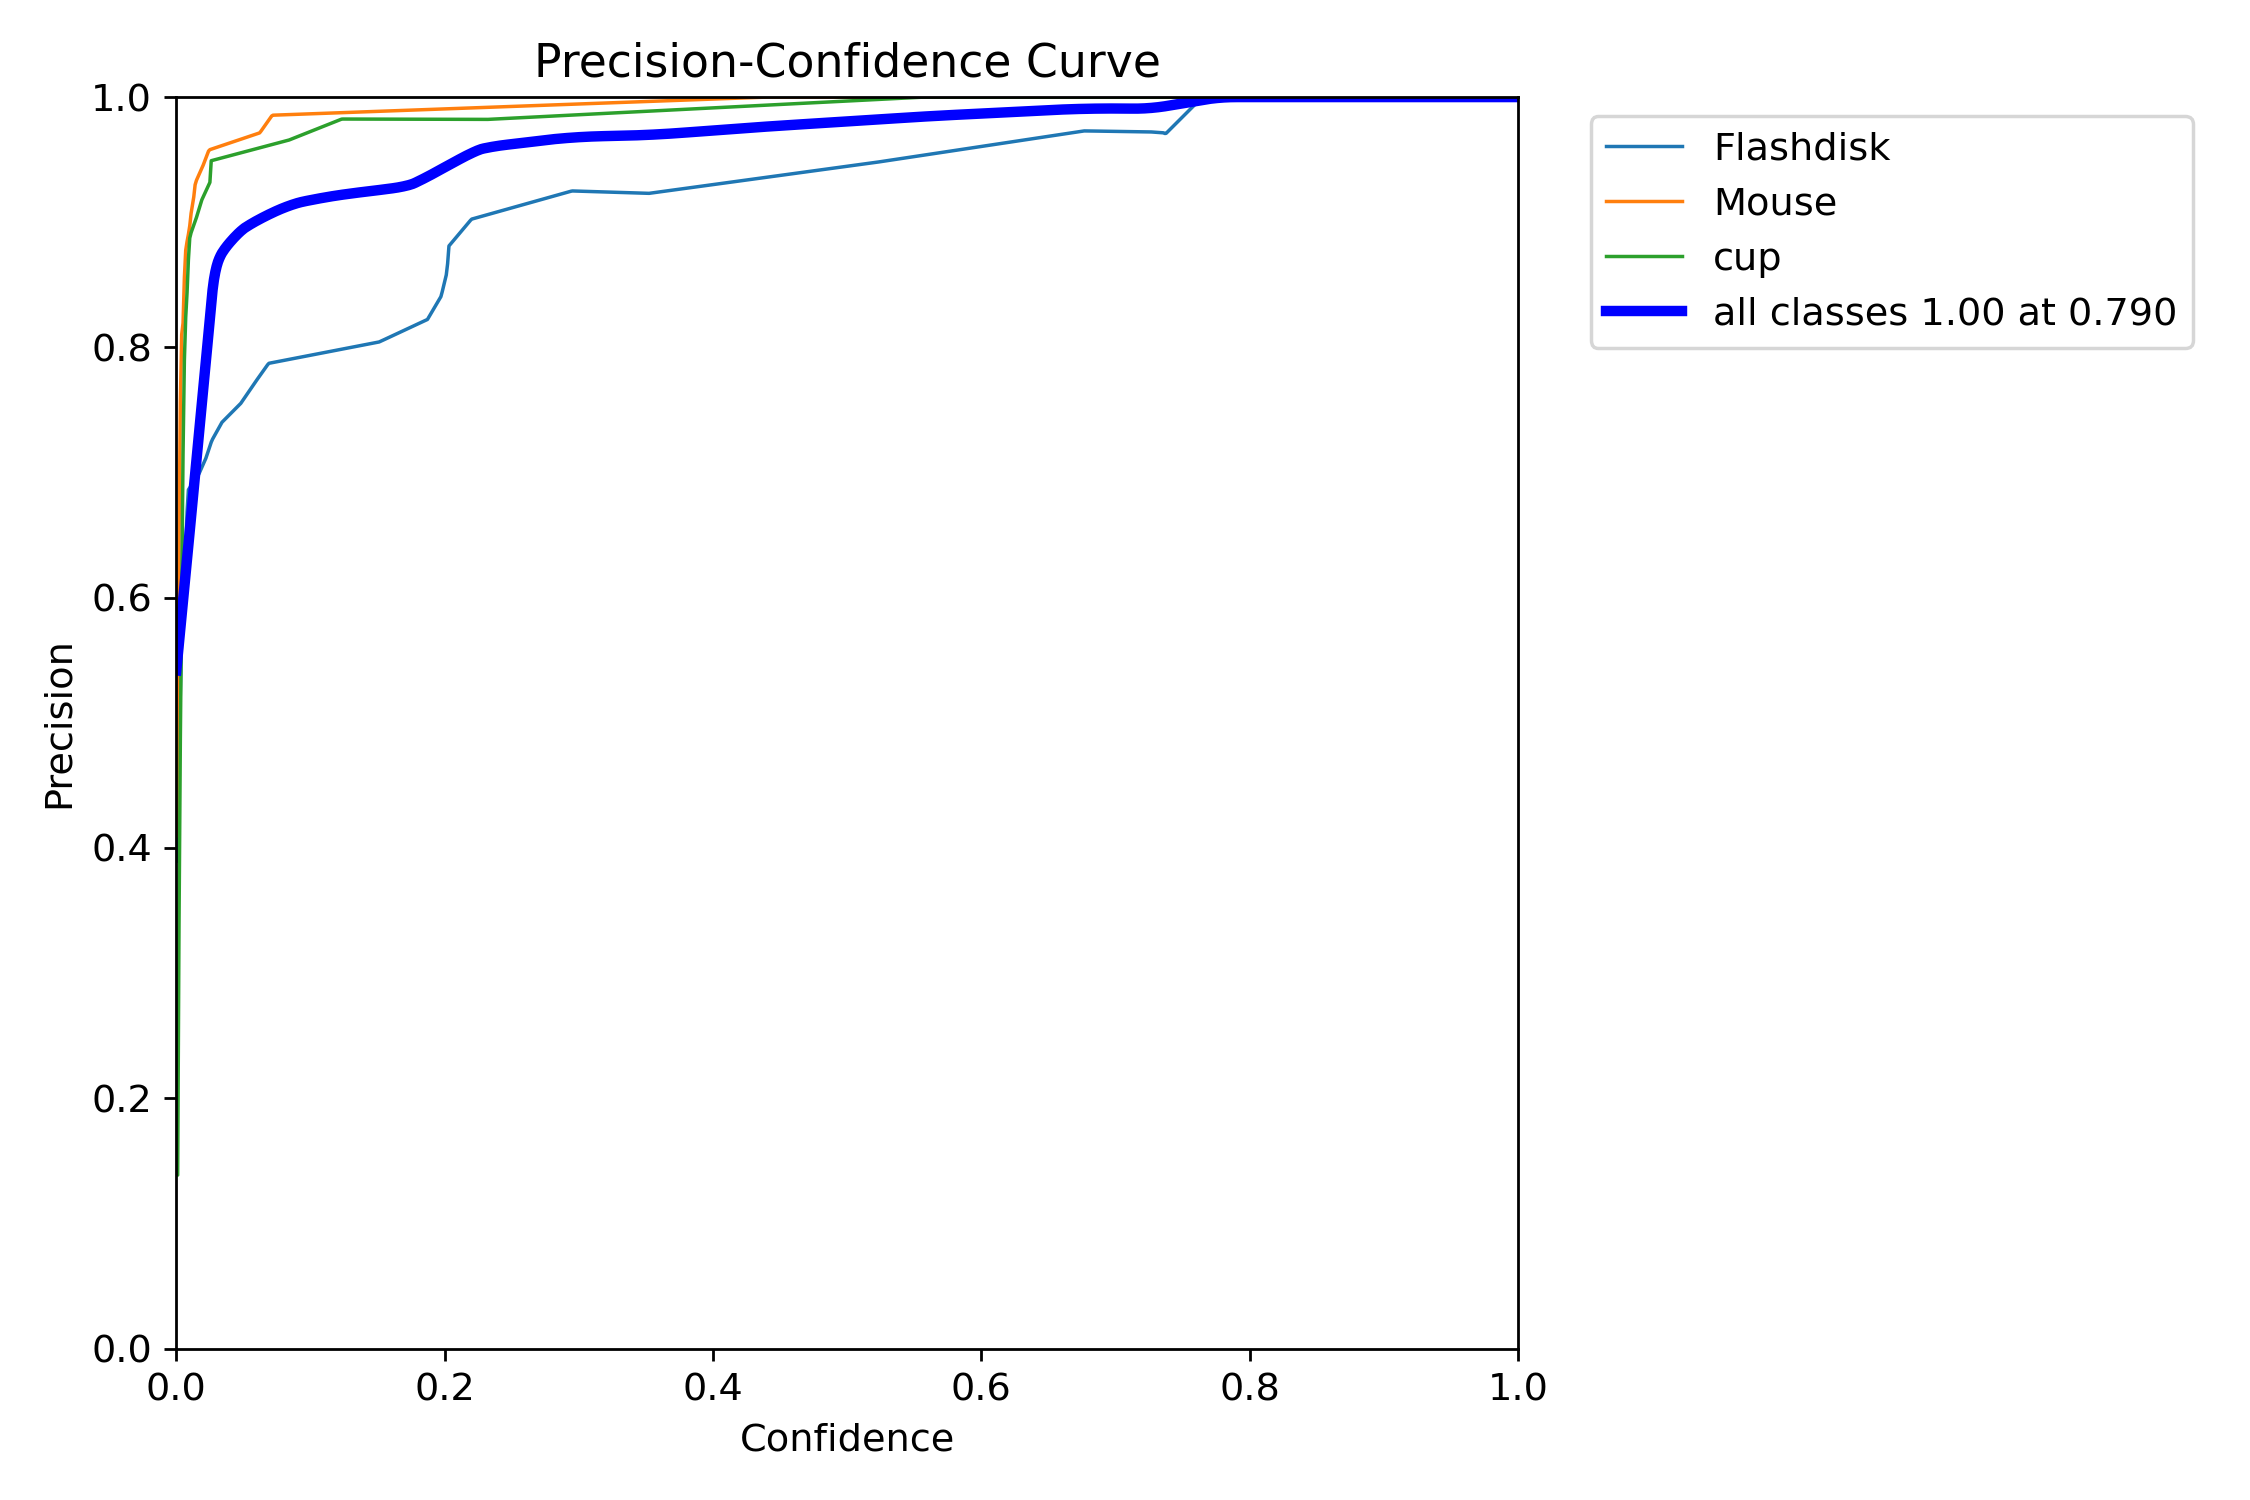 Precision-Confidence Curve
1.0
0.8
0.6
0.4
0.2
0.0
Precision
0.0 0.2 0.4 0.6 0.8 1.0
Confidence
Flashdisk
Mouse
cup
all classes 1.00 at 0.790